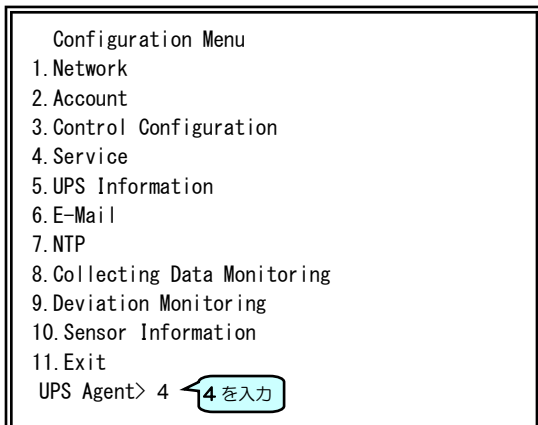 Configuration Menu
1.Network
2.Account
3.Control Configuration
4.Service
5.UPS Information
6.E-Mail
7.NTP
8.Collecting Data Monitoring
9.Deviation Monitoring
10.Sensor Information
11.Exit
UPS Agent> 4
4 を入力